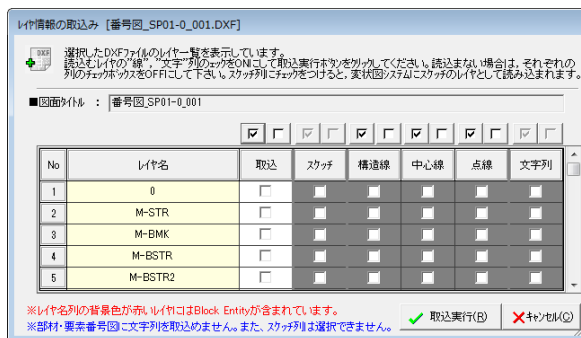 ﾚｲﾔ情報の取込み [番号図_SP01-0_001.DXF]
DXF
選択したDXFﾌｧｲﾙのﾚｲﾔ一覧を表示しています。
読込むﾚｲﾔの"線"，"文字"列のﾁｪｯｸをONにして取込実行ﾎﾞﾀﾝをｸﾘｯｸしてください。読込まない場合は，それぞれの
列のﾁｪｯｸﾎﾞｯｸｽをOFFにして下さい。ｽｹｯﾁ列にﾁｪｯｸをつけると，変状図ｼｽﾃﾑにｽｹｯﾁのﾚｲﾔとして読み込まれます。
■図面ﾀｲﾄﾙ ： 番号図_SP01-0_001
No ﾚｲﾔ名 取込 ｽｹｯﾁ 構造線 中心線 点線 文字列
1 0
2 M-STR
3 M-BMK
4 M-BSTR
5 M-BSTR2
※ﾚｲﾔ名列の背景色が赤いﾚｲﾔにはBlock Entityが含まれています。
※部材･要素番号図に文字列を取込めません。また、ｽｹｯﾁ列は選択できません。
取込実行(R) ｷｬﾝｾﾙ(C)